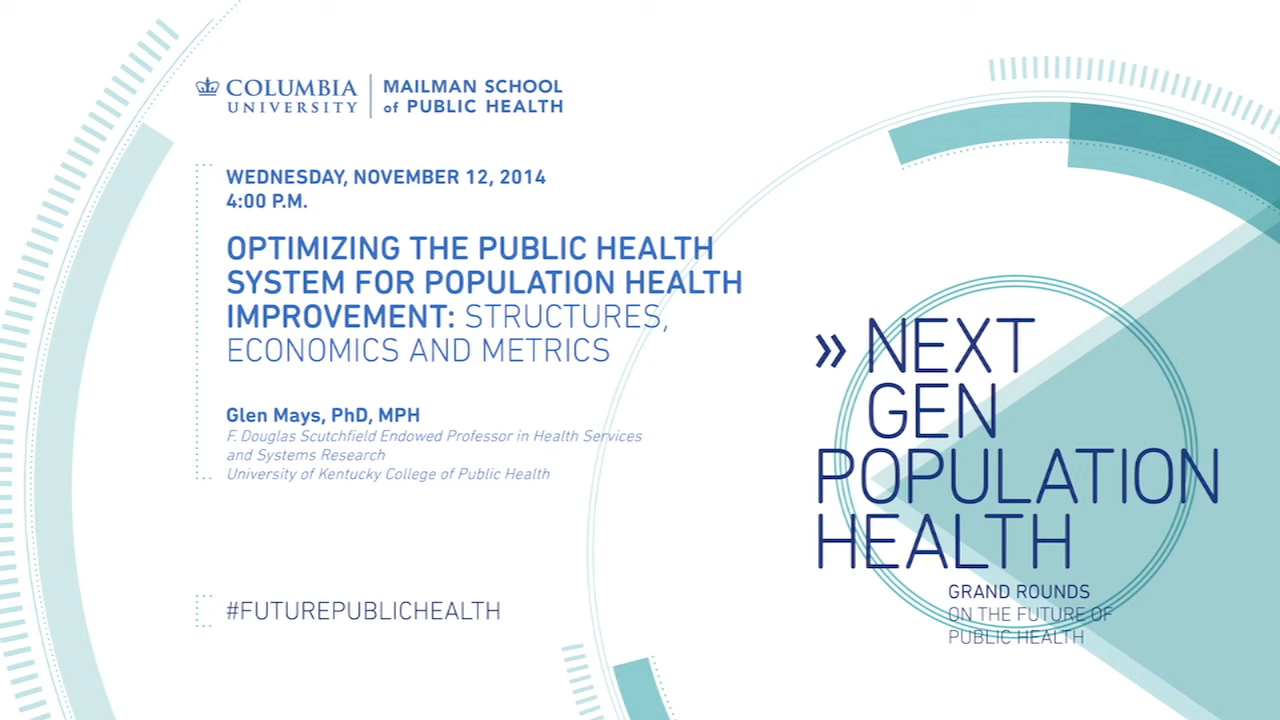 COLUMBIA
UNIVERSITY
MAILMAN SCHOOL
of PUBLIC HEALTH
WEDNESDAY, NOVEMBER 12, 2014
4:00 P.M.
OPTIMIZING THE PUBLIC HEALTH
SYSTEM FOR POPULATION HEALTH
IMPROVEMENT: STRUCTURES,
ECONOMICS AND METRICS
Glen Mays, PhD, MPH
F. Douglas Scutchfield Endowed Professor in Health Services
and Systems Research
University of Kentucky College of Public Health
#FUTUREPUBLICHEALTH
» NEXT
GEN
POPULATION
HEALTH
GRAND ROUNDS
ON THE FUTURE OF
PUBLIC HEALTH